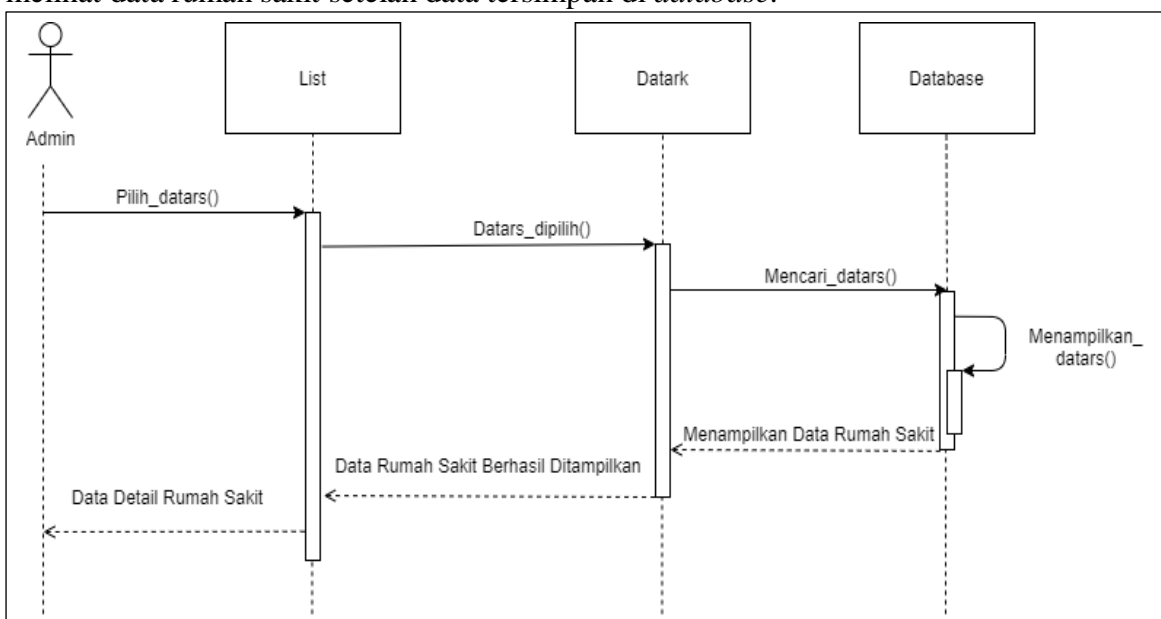 melihat data rumah sakit setelah data tersimpan di database.
List
Datark
Database
Admin
Pilih_datars()
Datars_dipilih()
Mencari_datars()
Menampilkan_
datars()
Menampilkan Data Rumah Sakit
Data Rumah Sakit Berhasil Ditampilkan
Data Detail Rumah Sakit